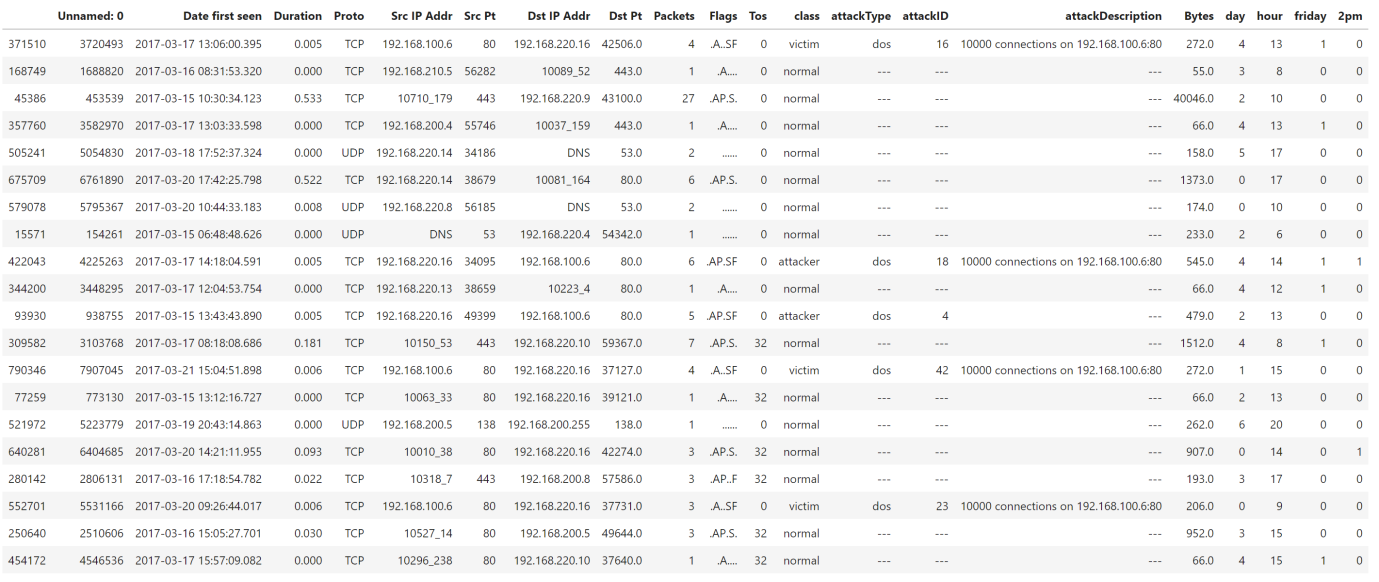 Unnamed: 0 Date first seen Duration Proto Src IP Addr Src Pt Dst IP Addr Dst Pt Packets Flags Tos class attackType attackID attackDescription Bytes day hour friday 2pm
371510 3720493 2017-03-17 13:06:00.395 0.005 TCP 192.168.100.6 80 192.168.220.16 42506.0 4 .A..SF 0 victim dos 16 10000 connections on 192.168.100.6:80 272.0 4 13 1 0
168749 1688820 2017-03-16 08:31:53.320 0.000 TCP 192.168.210.5 56282 10089_52 443.0 1 .A.... 0 normal --- --- --- 55.0 3 8 0 0
45386 453539 2017-03-15 10:30:34.123 0.533 TCP 10710_179 443 192.168.220.9 43100.0 27 .AP.S. 0 normal --- --- --- 40046.0 2 10 0 0
357760 3582970 2017-03-17 13:03:33.598 0.000 TCP 192.168.200.4 55746 10037_159 443.0 1 .A.... 0 normal --- --- --- 66.0 4 13 1 0
505241 5054830 2017-03-18 17:52:37.324 0.000 UDP 192.168.220.14 34186 DNS 53.0 2 ...... 0 normal --- --- --- 158.0 5 17 0 0
675709 6761890 2017-03-20 17:42:25.798 0.522 TCP 192.168.220.14 38679 10081_164 80.0 6 .AP.S. 0 normal --- --- --- 1373.0 0 17 0 0
579078 5795367 2017-03-20 10:44:33.183 0.008 UDP 192.168.220.8 56185 DNS 53.0 2 ...... 0 normal --- --- --- 174.0 0 10 0 0
15571 154261 2017-03-15 06:48:48.626 0.000 UDP DNS 53 192.168.220.4 54342.0 1 ...... 0 normal --- --- --- 233.0 2 6 0 0
422043 4225263 2017-03-17 14:18:04.591 0.005 TCP 192.168.220.16 34095 192.168.100.6 80.0 6 .AP.SF 0 attacker dos 18 10000 connections on 192.168.100.6:80 545.0 4 14 1 1
344200 3448295 2017-03-17 12:04:53.754 0.000 TCP 192.168.220.13 38659 10223_4 80.0 1 .A.... 0 normal --- --- --- 66.0 4 12 1 0
93930 938755 2017-03-15 13:43:43.890 0.005 TCP 192.168.220.16 49399 192.168.100.6 80.0 5 .AP.SF 0 attacker dos 4 --- 479.0 2 13 0 0
309582 3103768 2017-03-17 08:18:08.686 0.181 TCP 10150_53 443 192.168.220.10 59367.0 7 .AP.S. 32 normal --- --- --- 1512.0 4 8 1 0
790346 7907045 2017-03-21 15:04:51.898 0.006 TCP 192.168.100.6 80 192.168.220.16 37127.0 4 .A..SF 0 victim dos 42 10000 connections on 192.168.100.6:80 272.0 1 15 0 0
77259 773130 2017-03-15 13:12:16.727 0.000 TCP 10063_33 80 192.168.220.16 39121.0 1 .A.... 32 normal --- --- --- 66.0 2 13 0 0
521972 5223779 2017-03-19 20:43:14.863 0.000 UDP 192.168.200.5 138 192.168.200.255 138.0 1 ...... 0 normal --- --- --- 262.0 6 20 0 0
640281 6404685 2017-03-20 14:21:11.955 0.093 TCP 10010_38 80 192.168.220.16 42274.0 3 .AP.S. 32 normal --- --- --- 907.0 0 14 0 1
280142 2806131 2017-03-16 17:18:54.782 0.022 TCP 10318_7 443 192.168.200.8 57586.0 3 .AP..F 32 normal --- --- --- 193.0 3 17 0 0
552701 5531166 2017-03-20 09:26:44.017 0.006 TCP 192.168.100.6 80 192.168.220.16 37731.0 3 .A..SF 0 victim dos 23 10000 connections on 192.168.100.6:80 206.0 0 9 0 0
250640 2510606 2017-03-16 15:05:27.701 0.030 TCP 10527_14 80 192.168.200.5 49644.0 3 .AP.S. 32 normal --- --- --- 952.0 3 15 0 0
454172 4546536 2017-03-17 15:57:09.082 0.000 TCP 10296_238 80 192.168.220.10 37640.0 1 .A.... 32 normal --- --- --- 66.0 4 15 1 0